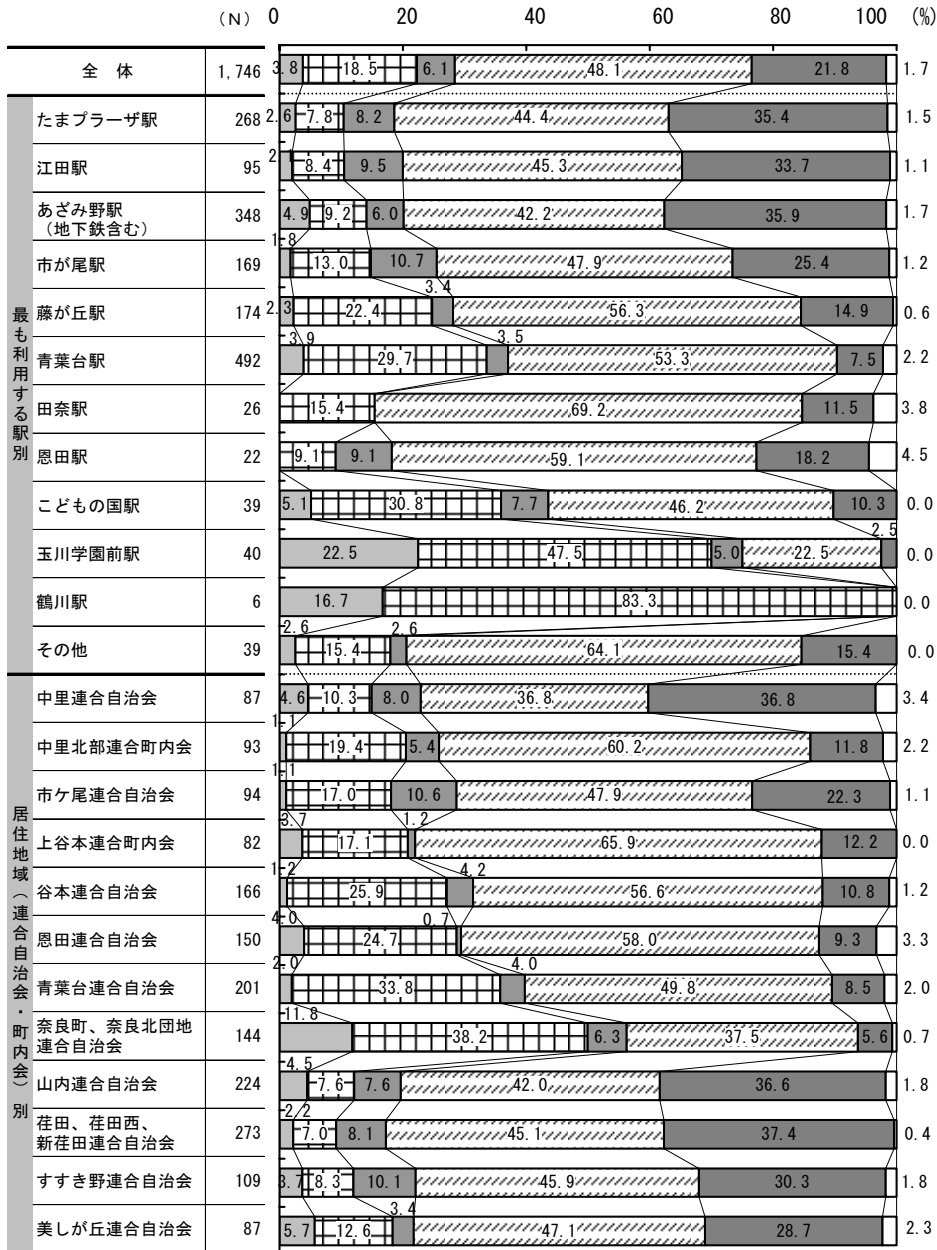 (N) 0 20 40 60 80 100 (%)
全 体 1,746 3.8 18.5 6.1 48.1 21.8 1.7
最も利用する駅別
たまプラーザ駅 268 2.6 7.8 8.2 44.4 35.4 1.5
江田駅 95 2.1 8.4 9.5 45.3 33.7 1.1
あざみ野駅
（地下鉄含む） 348 4.9 9.2 6.0 42.2 35.9 1.7
市が尾駅 169 1.8 13.0 10.7 47.9 25.4 1.2
藤が丘駅 174 2.3 22.4 3.4 56.3 14.9 0.6
青葉台駅 492 3.9 29.7 3.5 53.3 7.5 2.2
田奈駅 26 15.4 69.2 11.5 3.8
恩田駅 22 9.1 9.1 59.1 18.2 4.5
こどもの国駅 39 5.1 30.8 7.7 46.2 10.3 0.0
玉川学園前駅 40 22.5 47.5 5.0 22.5 2.5 0.0
鶴川駅 6 16.7 83.3 0.0
その他 39 2.6 15.4 2.6 64.1 15.4 0.0
居住地域（連合自治会・町内会）別
中里連合自治会 87 4.6 10.3 8.0 36.8 36.8 3.4
中里北部連合町内会 93 1.1 19.4 5.4 60.2 11.8 2.2
市ケ尾連合自治会 94 1.1 17.0 10.6 47.9 22.3 1.1
上谷本連合町内会 82 3.7 17.1 1.2 65.9 12.2 0.0
谷本連合自治会 166 1.2 25.9 4.2 56.6 10.8 1.2
恩田連合自治会 150 4.0 24.7 0.7 58.0 9.3 3.3
青葉台連合自治会 201 2.0 33.8 4.0 49.8 8.5 2.0
奈良町、奈良北団地
連合自治会 144 11.8 38.2 6.3 37.5 5.6 0.7
山内連合自治会 224 4.5 7.6 7.6 42.0 36.6 1.8
荏田、荏田西、
新荏田連合自治会 273 2.2 7.0 8.1 45.1 37.4 0.4
すすき野連合自治会 109 3.7 8.3 10.1 45.9 30.3 1.8
美しが丘連合自治会 87 5.7 12.6 3.4 47.1 28.7 2.3